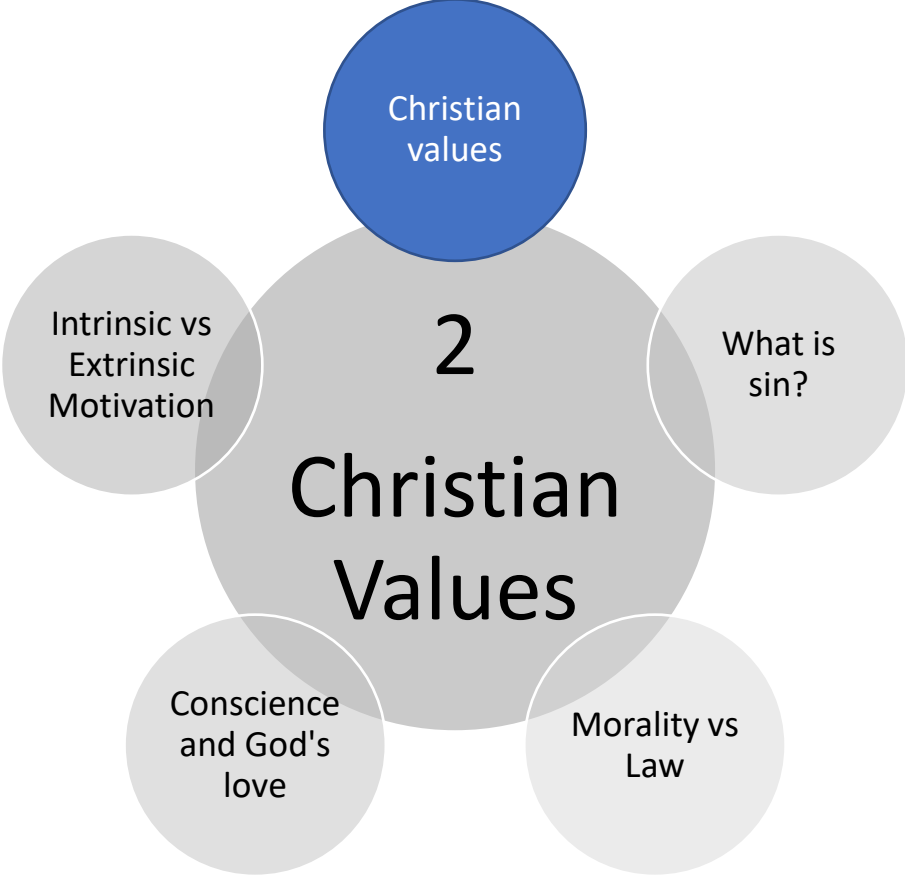 Christian
values
2
Christian
Values
What is
sin?
Morality vs
Law
Conscience
and God's
love
Intrinsic vs
Extrinsic
Motivation